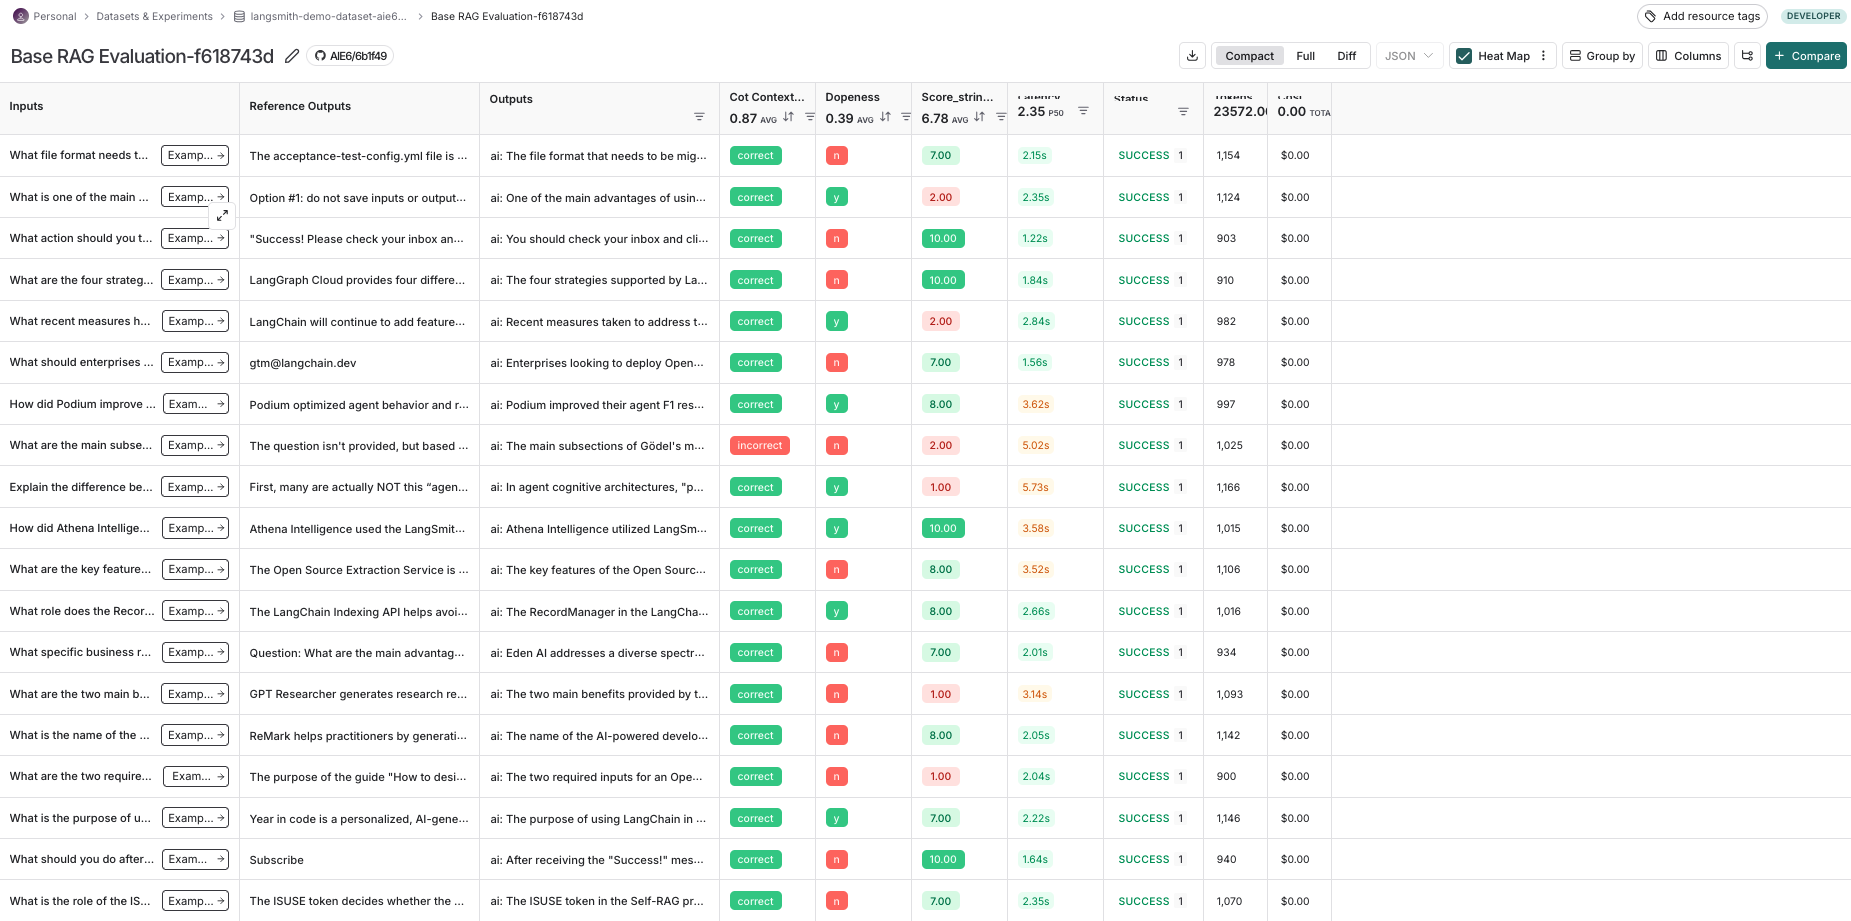 Personal > Datasets & Experiments > langsmith-demo-dataset-aie6... > Base RAG Evaluation-f618743d
Add resource tags DEVELOPER
Base RAG Evaluation-f618743d AIE6/6b1f49
Compact Full Diff JSON Heat Map Group by Columns + Compare
Inputs Reference Outputs Outputs Cot Context... Dopeness Score_strin... Latency Status Tokens Cost
0.87 AVG 0.39 AVG 6.78 AVG 2.35 P50 23572.0 0.00 TOTA
What file format needs t... Examp... → The acceptance-test-config.yml file is ... ai: The file format that needs to be mig... correct n 7.00 2.15s SUCCESS 1 1,154 $0.00
What is one of the main ... Examp... → Option #1: do not save inputs or output... ai: One of the main advantages of usin... correct y 2.00 2.35s SUCCESS 1 1,124 $0.00
What action should you t... Examp... → "Success! Please check your inbox an... ai: You should check your inbox and cli... correct n 10.00 1.22s SUCCESS 1 903 $0.00
What are the four strateg... Examp... → LangGraph Cloud provides four differe... ai: The four strategies supported by La... correct n 10.00 1.84s SUCCESS 1 910 $0.00
What recent measures h... Examp... → LangChain will continue to add feature... ai: Recent measures taken to address t... correct y 2.00 2.84s SUCCESS 1 982 $0.00
What should enterprises ... Examp... → gtm@langchain.dev ai: Enterprises looking to deploy Open... correct n 7.00 1.56s SUCCESS 1 978 $0.00
How did Podium improve ... Exam... → Podium optimized agent behavior and r... ai: Podium improved their agent F1 res... correct y 8.00 3.62s SUCCESS 1 997 $0.00
What are the main subse... Examp... → The question isn't provided, but based ... ai: The main subsections of Gödel's m... incorrect n 2.00 5.02s SUCCESS 1 1,025 $0.00
Explain the difference be... Examp... → First, many are actually NOT this “agen... ai: In agent cognitive architectures, "p... correct y 1.00 5.73s SUCCESS 1 1,166 $0.00
How did Athena Intellige... Examp... → Athena Intelligence used the LangSmit... ai: Athena Intelligence utilized LangSm... correct y 10.00 3.58s SUCCESS 1 1,015 $0.00
What are the key feature... Examp... → The Open Source Extraction Service is ... ai: The key features of the Open Sourc... correct n 8.00 3.52s SUCCESS 1 1,106 $0.00
What role does the Recor... Examp... → The LangChain Indexing API helps avoi... ai: The RecordManager in the LangCha... correct y 8.00 2.66s SUCCESS 1 1,016 $0.00
What specific business r... Examp... → Question: What are the main advantag... ai: Eden AI addresses a diverse spectr... correct n 7.00 2.01s SUCCESS 1 934 $0.00
What are the two main b... Examp... → GPT Researcher generates research re... ai: The two main benefits provided by t... correct n 1.00 3.14s SUCCESS 1 1,093 $0.00
What is the name of the ... Examp... → ReMark helps practitioners by generati... ai: The name of the AI-powered develo... correct n 8.00 2.05s SUCCESS 1 1,142 $0.00
What are the two require... Exam... → The purpose of the guide "How to desi... ai: The two required inputs for an Ope... correct n 1.00 2.04s SUCCESS 1 900 $0.00
What is the purpose of u... Examp... → Year in code is a personalized, AI-gene... ai: The purpose of using LangChain in ... correct y 7.00 2.22s SUCCESS 1 1,146 $0.00
What should you do after... Exam... → Subscribe ai: After receiving the "Success!" mes... correct n 10.00 1.64s SUCCESS 1 940 $0.00
What is the role of the IS... Examp... → The ISUSE token decides whether the ... ai: The ISUSE token in the Self-RAG pr... correct n 7.00 2.35s SUCCESS 1 1,070 $0.00